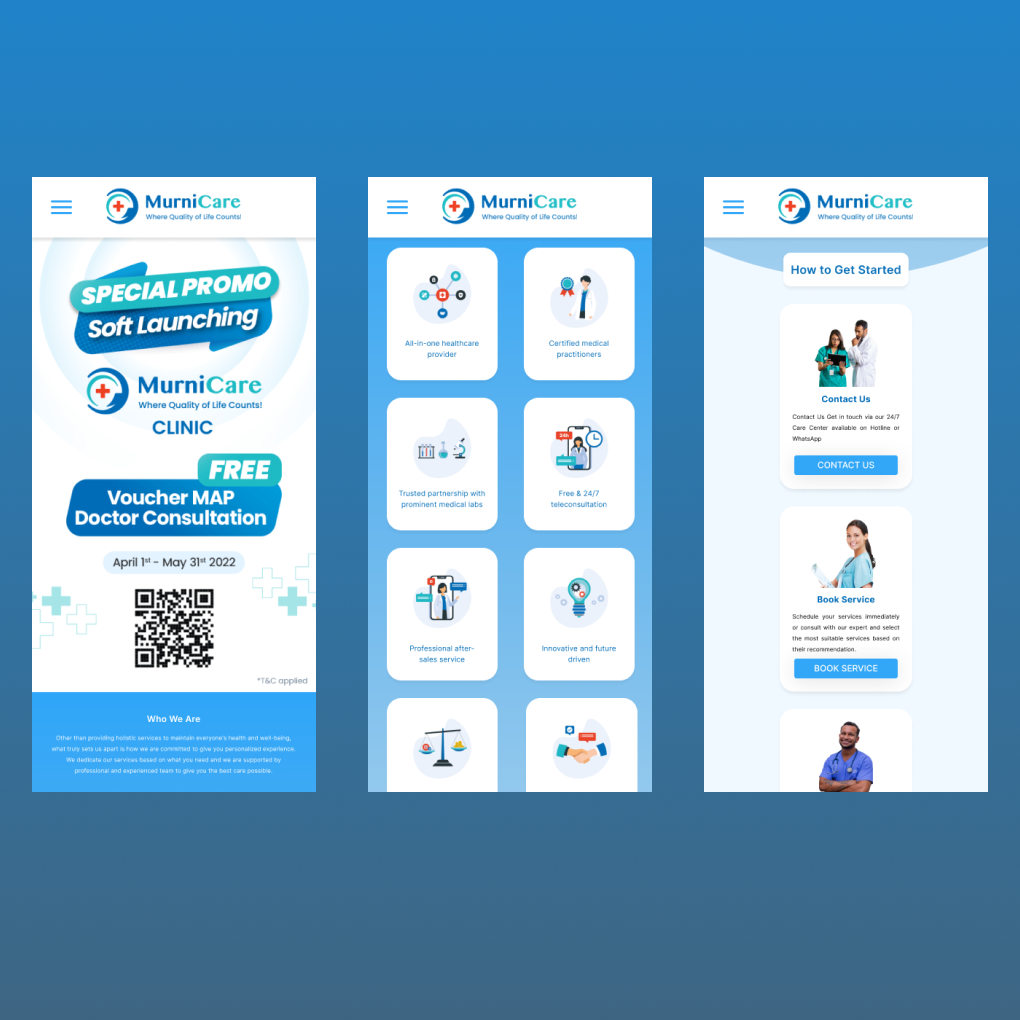 MurniCare
Where Quality of Life Counts!
SPECIAL PROMO
Soft Launching
MurniCare
Where Quality of Life Counts!
CLINIC
FREE
Voucher MAP
Doctor Consultation
April 1st - May 31st 2022
*T&C applied
Who We Are
Other than providing holistic services to maintain everyone's health and well-being,
what truly sets us apart is how we are committed to give you personalized experience.
We dedicate our services based on what you need and we are supported by
professional and experienced team to give you the best care possible.
MurniCare
Where Quality of Life Counts!
All-in-one healthcare
provider
Certified medical
practitioners
Trusted partnership with
prominent medical labs
24h
Free & 24/7
teleconsultation
Professional after-
sales service
Innovative and future
driven
MurniCare
Where Quality of Life Counts!
How to Get Started
Contact Us
Contact Us Get in touch via our 24/7
Care Center available on Hotline or
WhatsApp
CONTACT US
Book Service
Schedule your services immediately
or consult with our expert and select
the most suitable services based on
their recommendation.
BOOK SERVICE